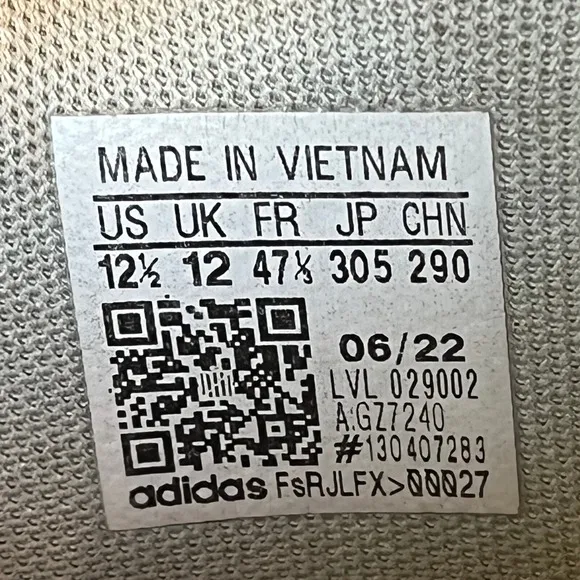 MADE IN VIETNAM
US UK FR JP CHN
12½ 12 47⅓ 305 290
06/22
LVL 029002
A:GZ7240
#130407283
adidas FsRJLFX>00027